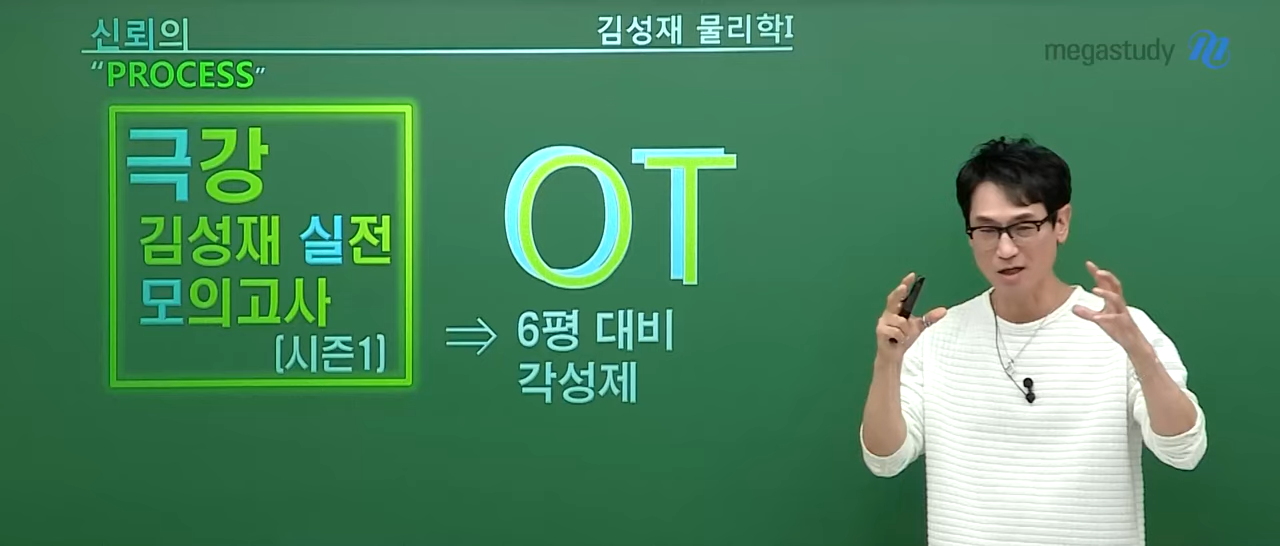 신뢰의
김성재 물리학I
megastudy
“PROCESS”
극강
김성재 실전
모의고사
(시즌1)
OT
⇒ 6평 대비
각성제